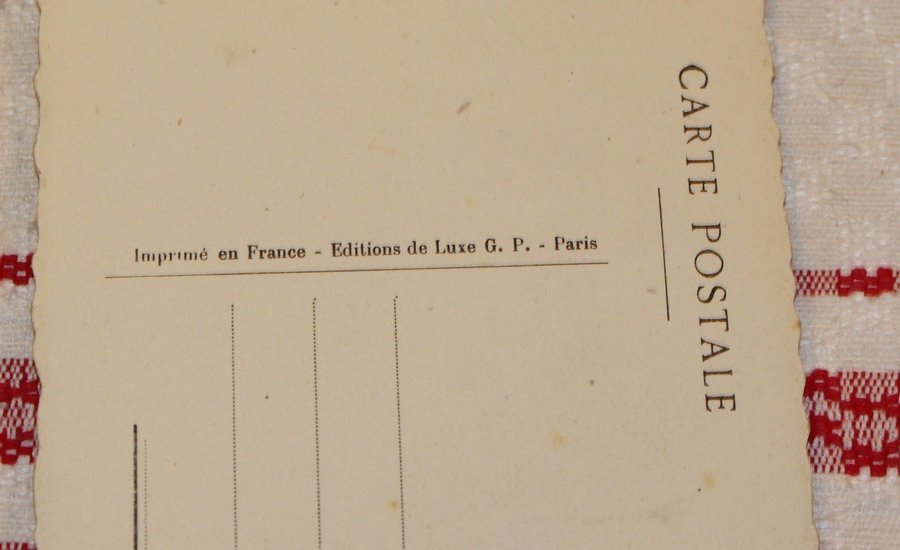 CARTE POSTALE
Imprimé en France - Editions de Luxe G. P. - Paris